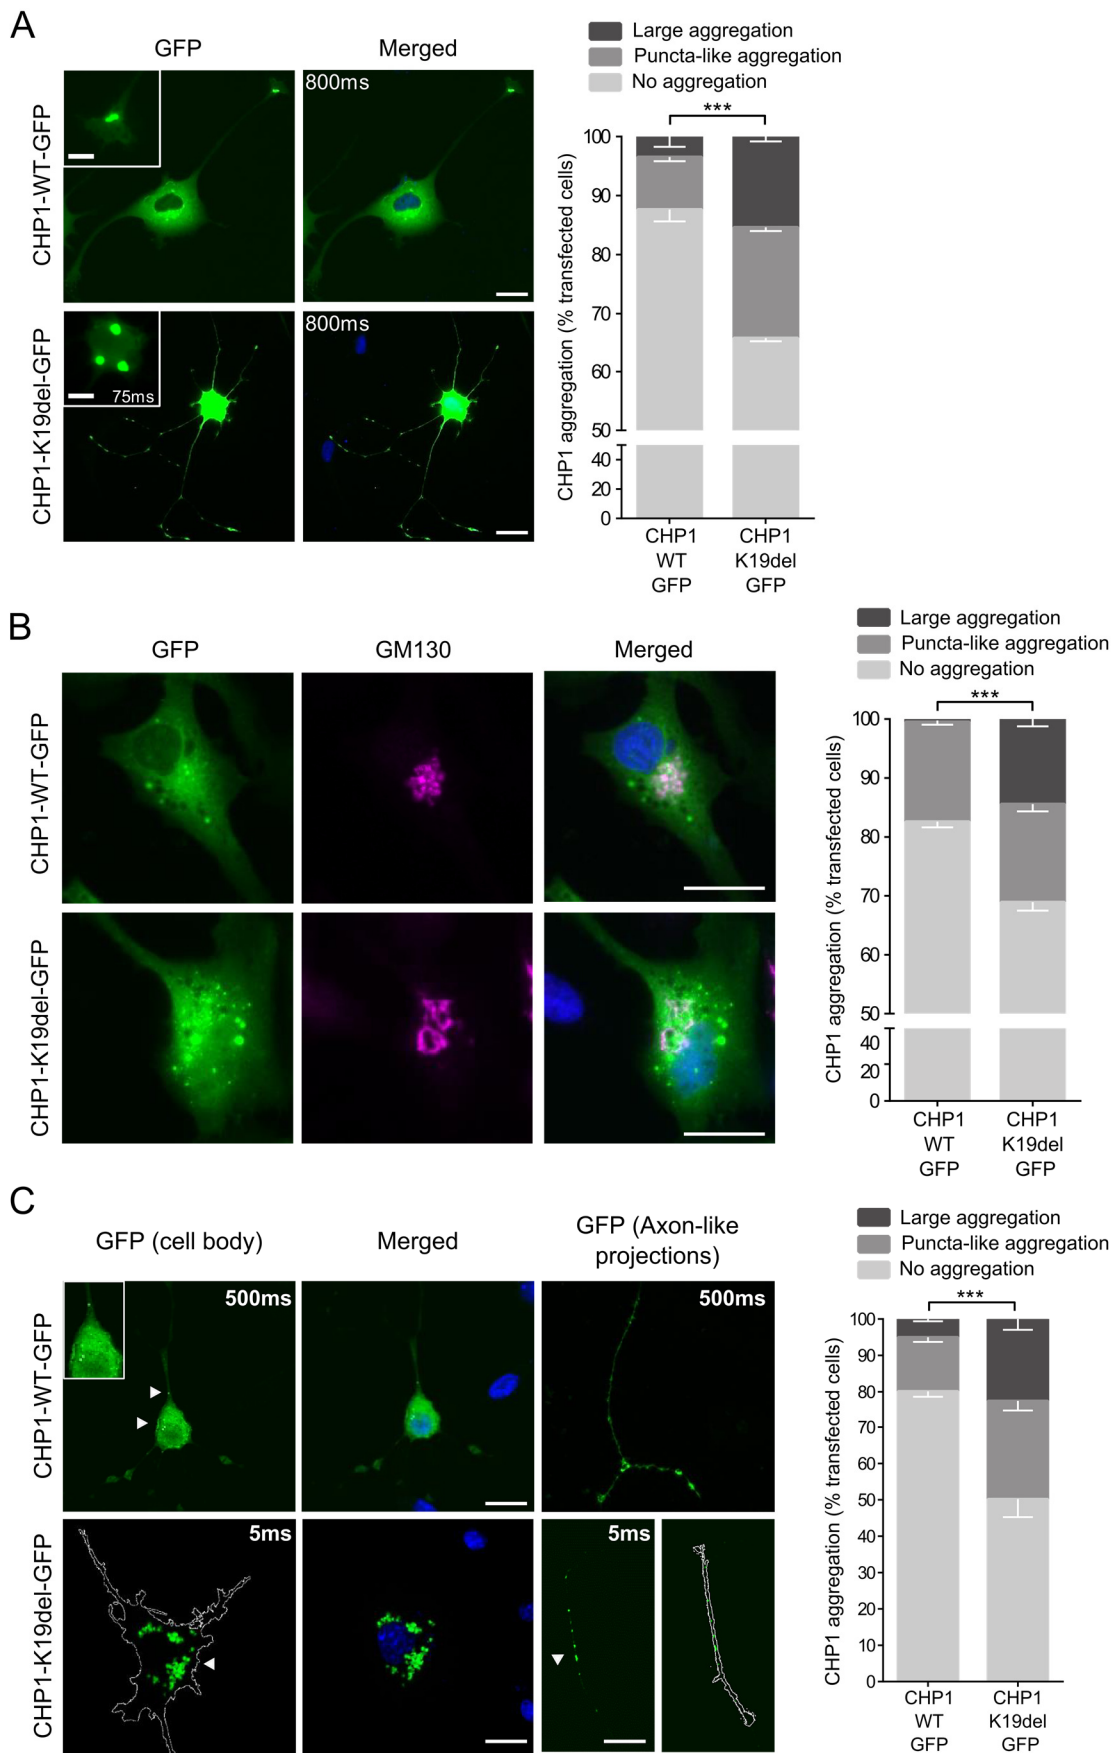 A
GFP
Merged
CHP1-WT-GFP
800ms
CHP1-K19del-GFP
75ms
800ms
Large aggregation
Puncta-like aggregation
No aggregation
***
CHP1 aggregation (% transfected cells)
100
90
80
70
60
50
40
20
0
CHP1
WT
GFP
CHP1
K19del
GFP
B
GFP
GM130
Merged
CHP1-WT-GFP
CHP1-K19del-GFP
Large aggregation
Puncta-like aggregation
No aggregation
***
CHP1 aggregation (% transfected cells)
100
90
80
70
60
50
40
20
0
CHP1
WT
GFP
CHP1
K19del
GFP
C
GFP (cell body)
Merged
GFP (Axon-like
projections)
CHP1-WT-GFP
500ms
500ms
CHP1-K19del-GFP
5ms
5ms
Large aggregation
Puncta-like aggregation
No aggregation
***
CHP1 aggregation (% transfected cells)
100
90
80
70
60
50
40
30
20
10
0
CHP1
WT
GFP
CHP1
K19del
GFP